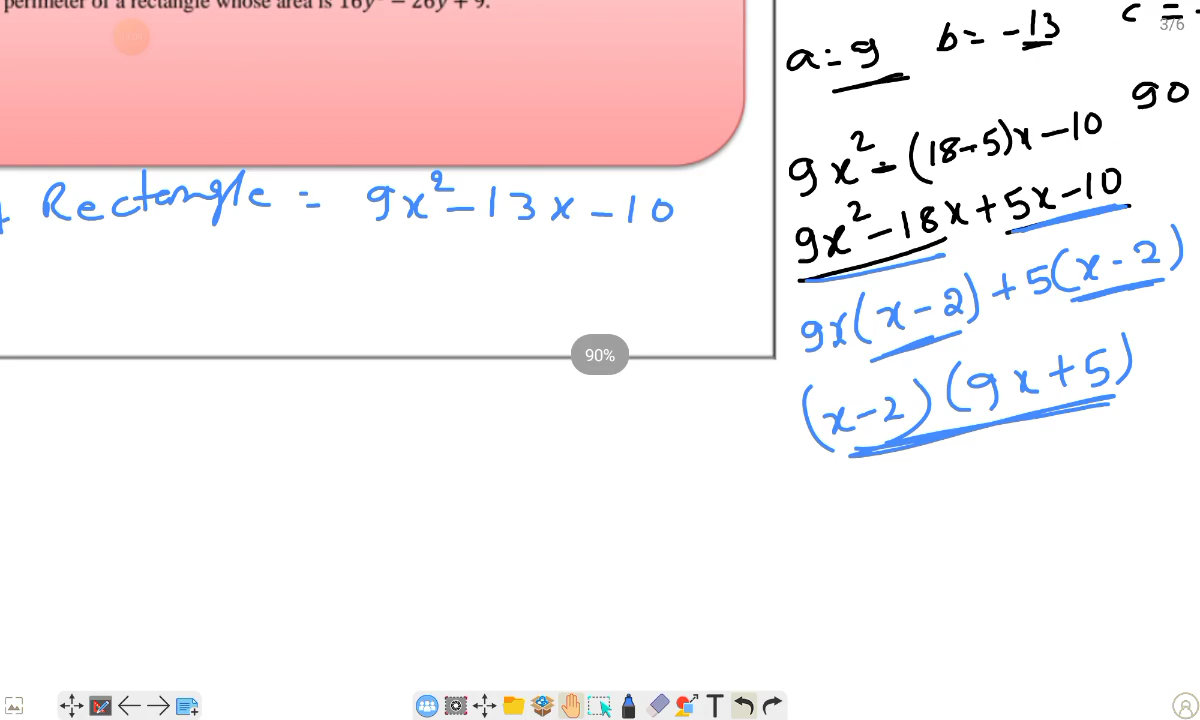 perimeter of a rectangle whose area is 16y² − 26y + 9.
Rectangle = 9x² − 13x − 10
a = 9 b = −13 c =
3/6
90
9x² − (18−5)x − 10
9x² − 18x + 5x − 10
9x(x − 2) + 5(x − 2)
(x − 2) (9x + 5)
90%
T